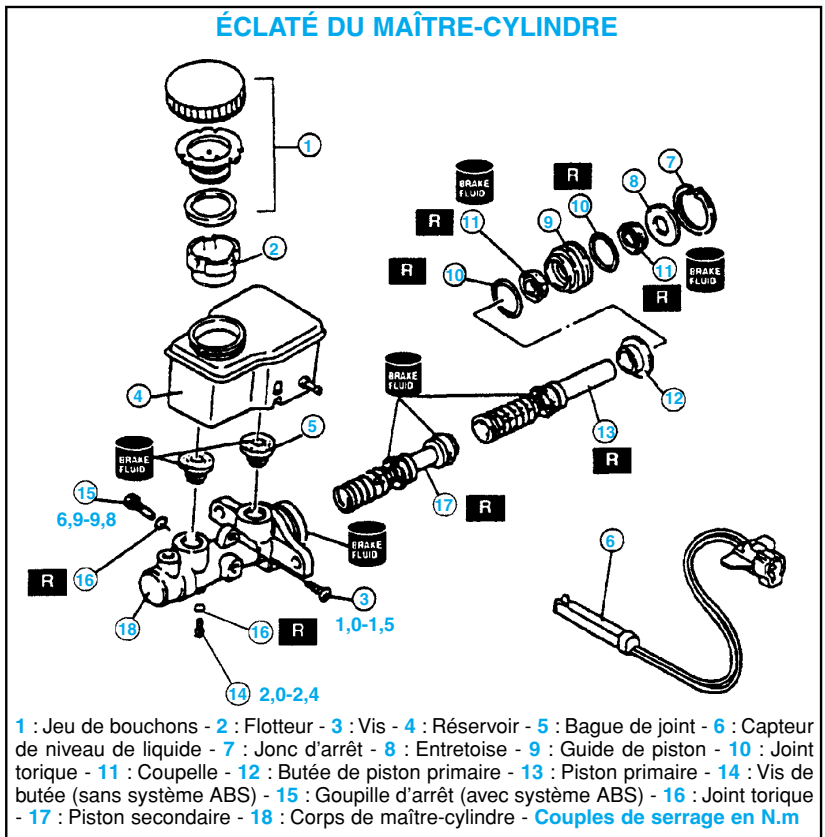 ÉCLATÉ DU MAÎTRE-CYLINDRE
1
2
4
5
BRAKE FLUID
15
6,9-9,8
R
16
18
16
R
14
2,0-2,4
3
1,0-1,5
BRAKE FLUID
BRAKE FLUID
R
11
R
10
9
R
10
8
7
11
R
BRAKE FLUID
BRAKE FLUID
12
13
R
17
R
6
1 : Jeu de bouchons - 2 : Flotteur - 3 : Vis - 4 : Réservoir - 5 : Bague de joint - 6 : Capteur
de niveau de liquide - 7 : Jonc d'arrêt - 8 : Entretoise - 9 : Guide de piston - 10 : Joint
torique - 11 : Coupelle - 12 : Butée de piston primaire - 13 : Piston primaire - 14 : Vis de
butée (sans système ABS) - 15 : Goupille d'arrêt (avec système ABS) - 16 : Joint torique
- 17 : Piston secondaire - 18 : Corps de maître-cylindre - Couples de serrage en N.m